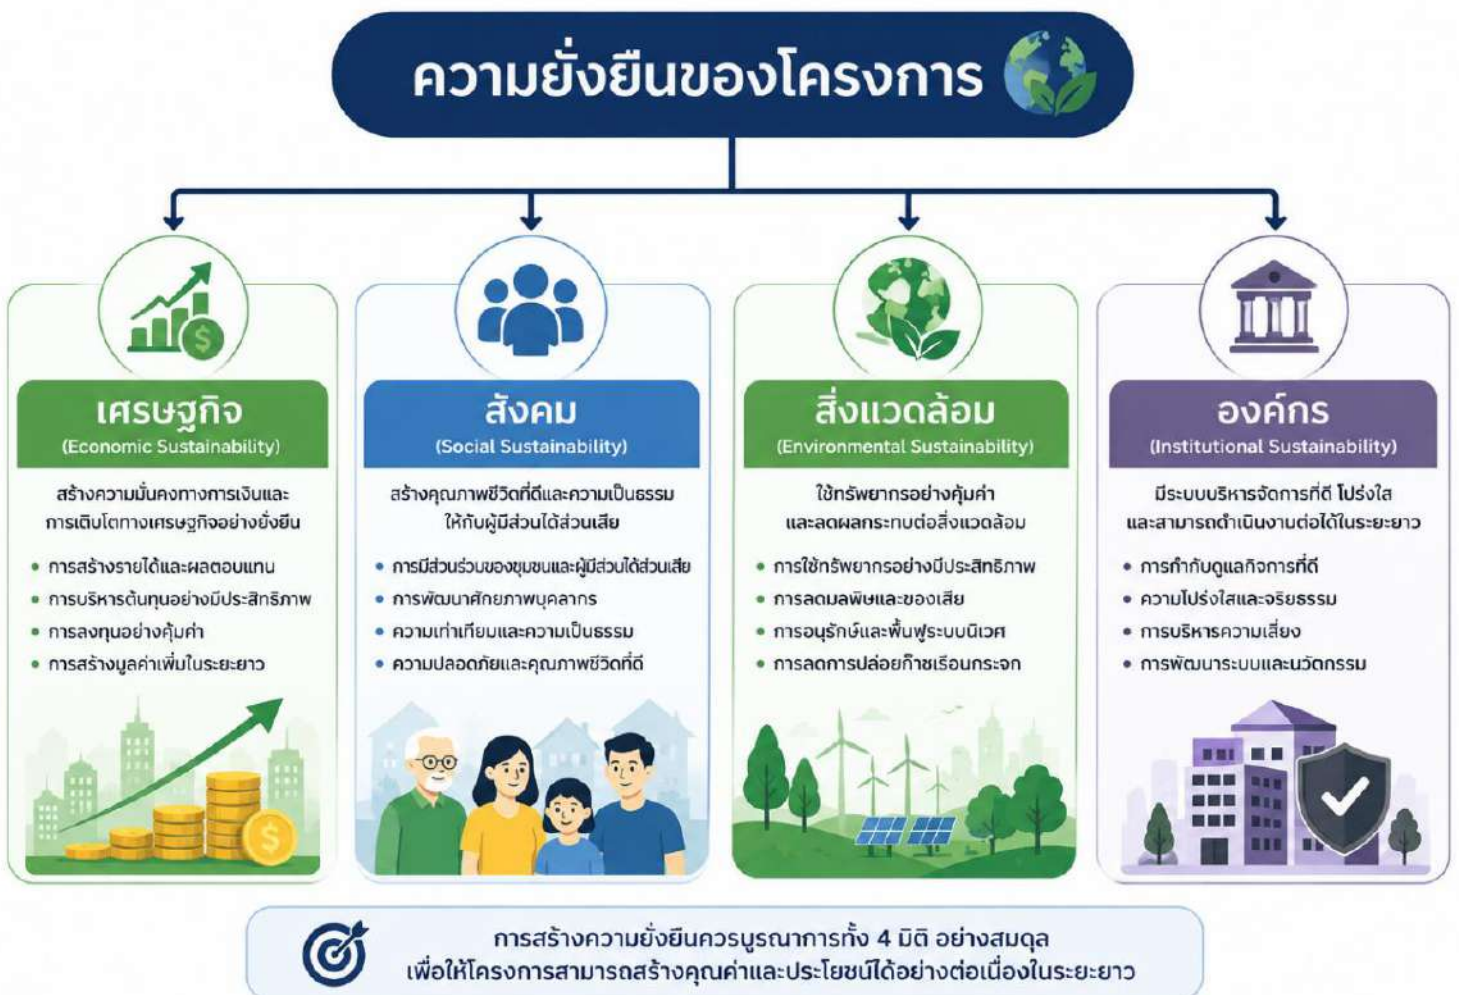 ความยั่งยืนของโครงการ
เศรษฐกิจ
(Economic Sustainability)
สร้างความมั่นคงทางการเงินและ
การเติบโตทางเศรษฐกิจอย่างยั่งยืน
• การสร้างรายได้และผลตอบแทน
• การบริหารต้นทุนอย่างมีประสิทธิภาพ
• การลงทุนอย่างคุ้มค่า
• การสร้างมูลค่าเพิ่มในระยะยาว
สังคม
(Social Sustainability)
สร้างคุณภาพชีวิตที่ดีและความเป็นธรรม
ให้กับผู้มีส่วนได้ส่วนเสีย
• การมีส่วนร่วมของชุมชนและผู้มีส่วนได้ส่วนเสีย
• การพัฒนาศักยภาพบุคลากร
• ความเท่าเทียมและความเป็นธรรม
• ความปลอดภัยและคุณภาพชีวิตที่ดี
สิ่งแวดล้อม
(Environmental Sustainability)
ใช้ทรัพยากรอย่างคุ้มค่า
และลดผลกระทบต่อสิ่งแวดล้อม
• การใช้ทรัพยากรอย่างมีประสิทธิภาพ
• การลดมลพิษและของเสีย
• การอนุรักษ์และฟื้นฟูระบบนิเวศ
• การลดการปล่อยก๊าซเรือนกระจก
องค์กร
(Institutional Sustainability)
มีระบบบริหารจัดการที่ดี โปร่งใส
และสามารถดำเนินงานต่อได้ในระยะยาว
• การกำกับดูแลกิจการที่ดี
• ความโปร่งใสและจริยธรรม
• การบริหารความเสี่ยง
• การพัฒนาระบบและนวัตกรรม
การสร้างความยั่งยืนควรบูรณาการทั้ง 4 มิติ อย่างสมดุล
เพื่อให้โครงการสามารถสร้างคุณค่าและประโยชน์ได้อย่างต่อเนื่องในระยะยาว